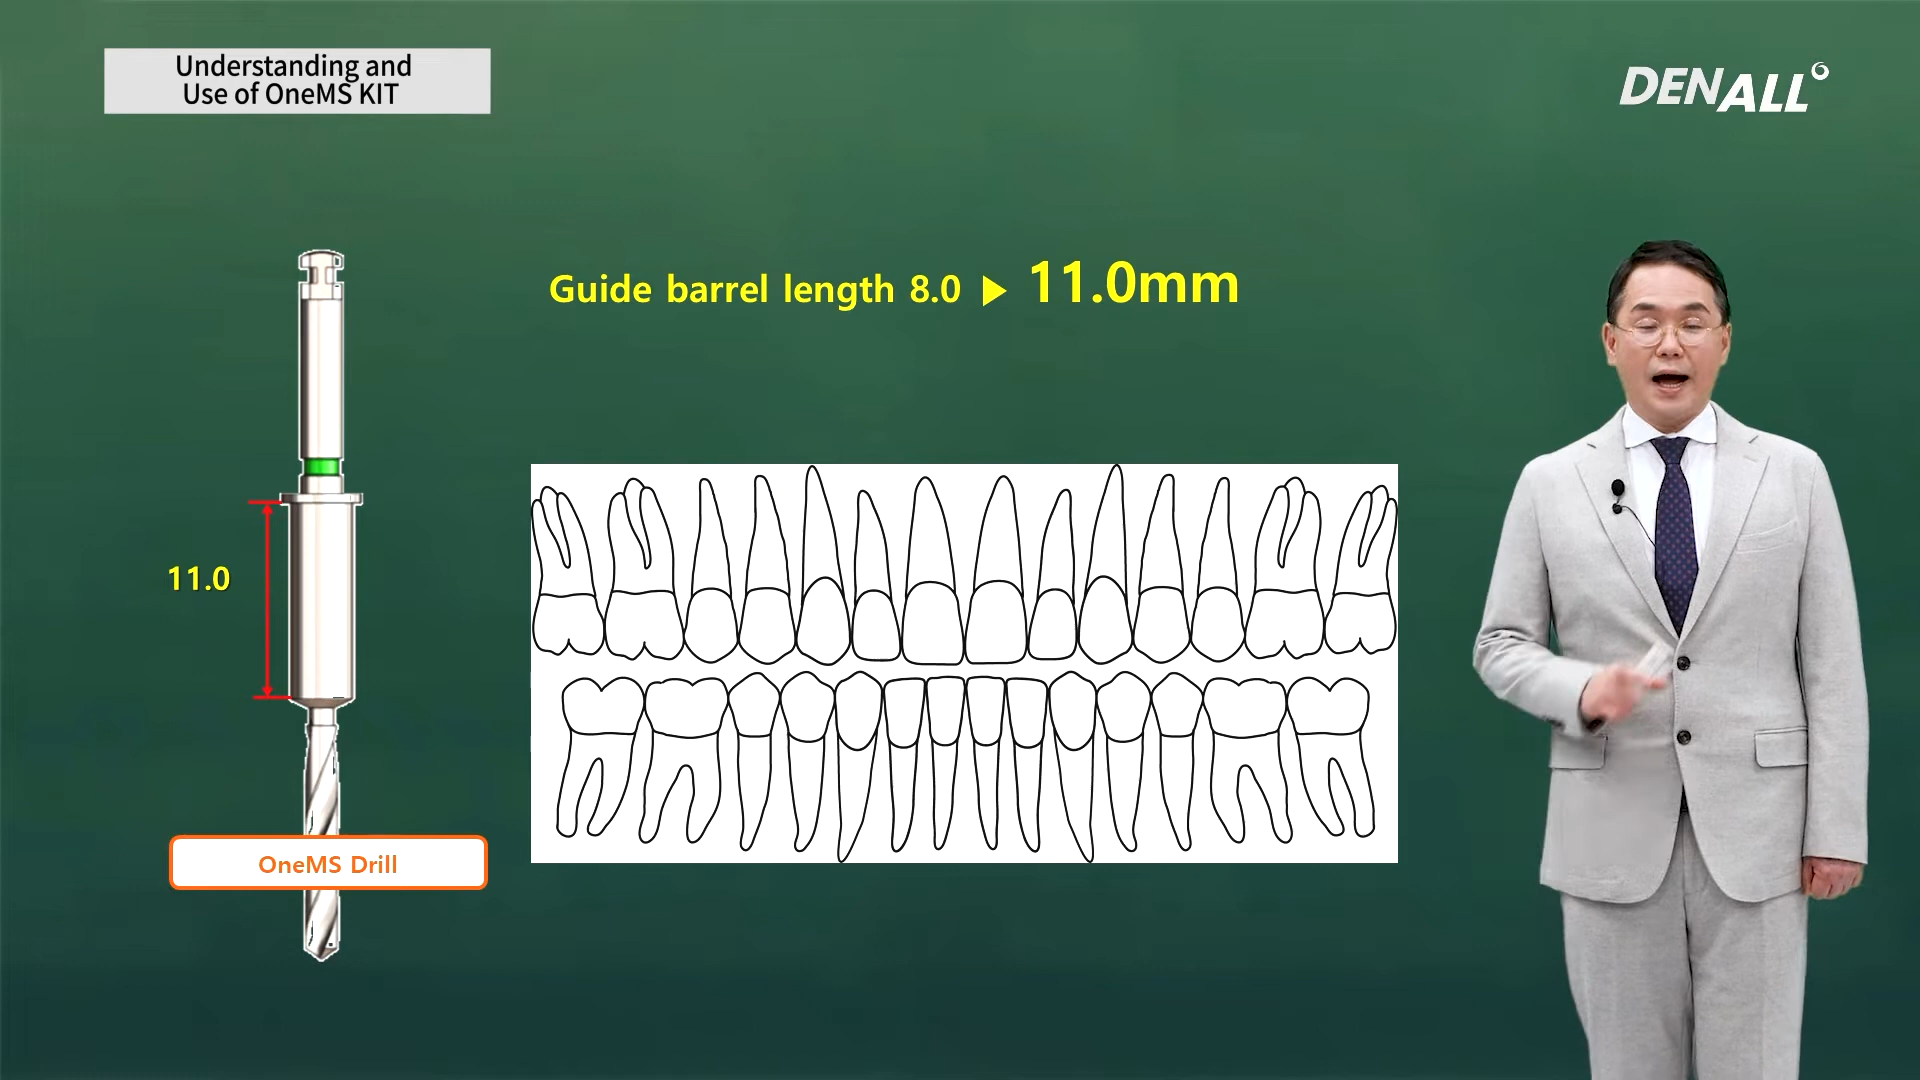 Understanding and
Use of OneMS KIT
DENALL
Guide barrel length 8.0 ▶ 11.0mm
11.0
OneMS Drill